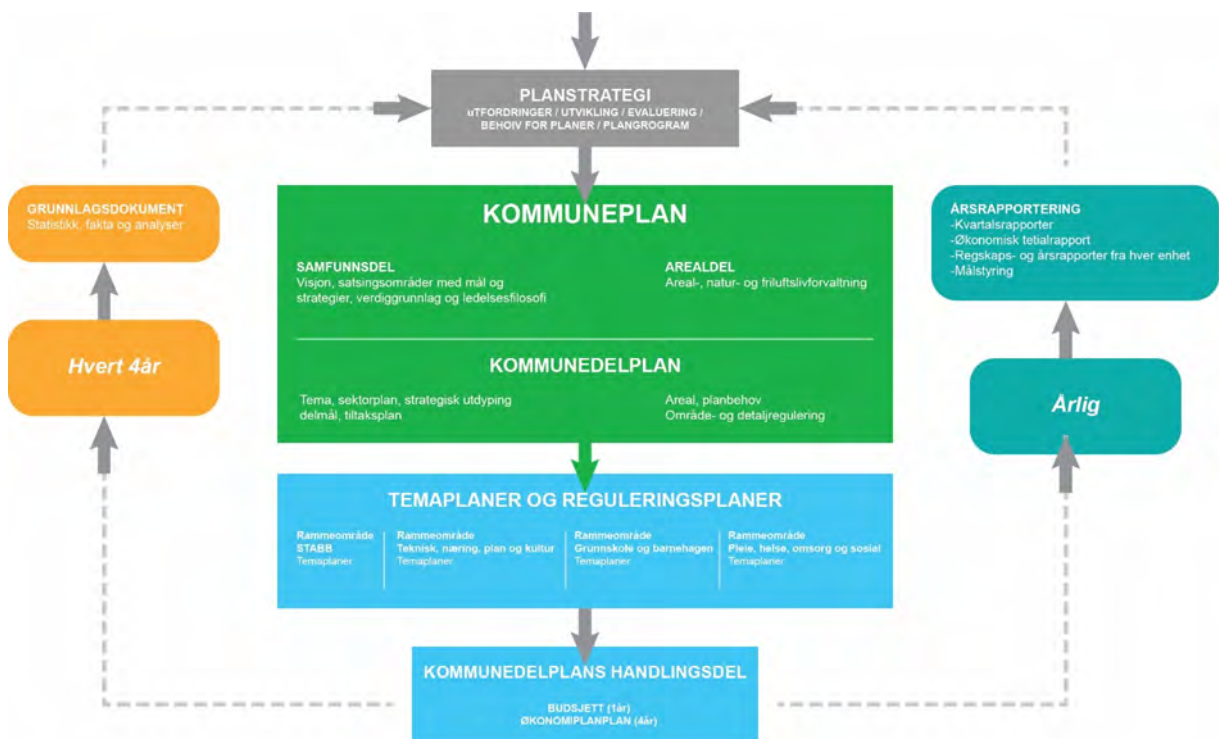 PLANSTRATEGI
uTFORDRINGER / UTVIKLING / EVALUERING /
BEHOIV FOR PLANER / PLANGROGRAM
GRUNNLAGSDOKUMENT
Statistikk, fakta og analyser
Hvert 4år
KOMMUNEPLAN
SAMFUNNSDEL
Visjon, satsingsområder med mål og
strategier, verdiggrunnlag og ledelsesfilosofi
AREALDEL
Areal-, natur- og friluftslivforvaltning
KOMMUNEDELPLAN
Tema, sektorplan, strategisk utdyping
delmål, tiltaksplan
Areal, planbehov
Område- og detaljregulering
ÅRSRAPPORTERING
-Kvartalsrapporter
-Økonomisk tetialrapport
-Regskaps- og årsrapporter fra hver enhet
-Målstyring
Årlig
TEMAPLANER OG REGULERINGSPLANER
Rammeområde
STABB
Temaplaner
Rammeområde
Teknisk, næring, plan og kultur
Temaplaner
Rammeområde
Grunnskole og barnehagen
Temaplaner
Rammeområde
Pleie, helse, omsorg og sosial
Temaplaner
KOMMUNEDELPLANS HANDLINGSDEL
BUDSJETT (1år)
ØKONOMIPLANPLAN (4år)